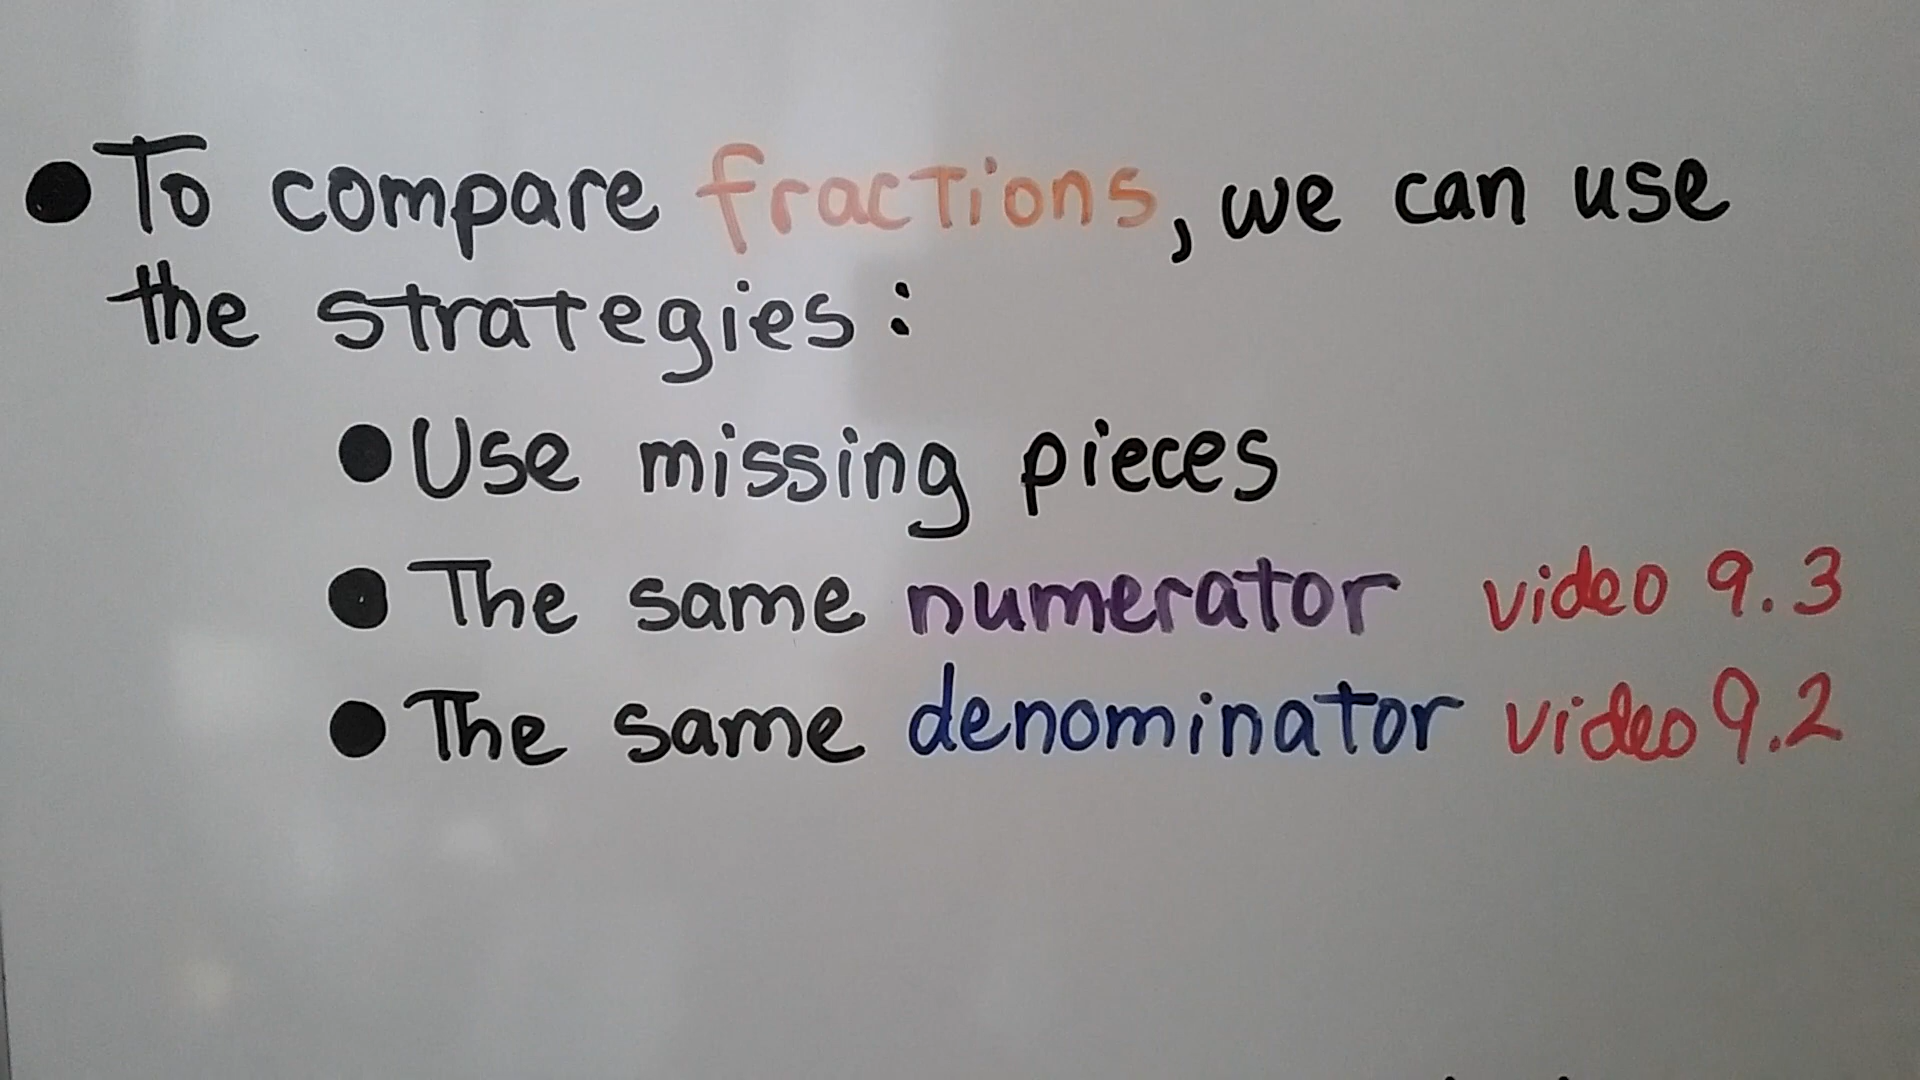 ●To compare fractions, we can use
the strategies:
●Use missing pieces
●The same numerator video 9.3
●The same denominator video 9.2